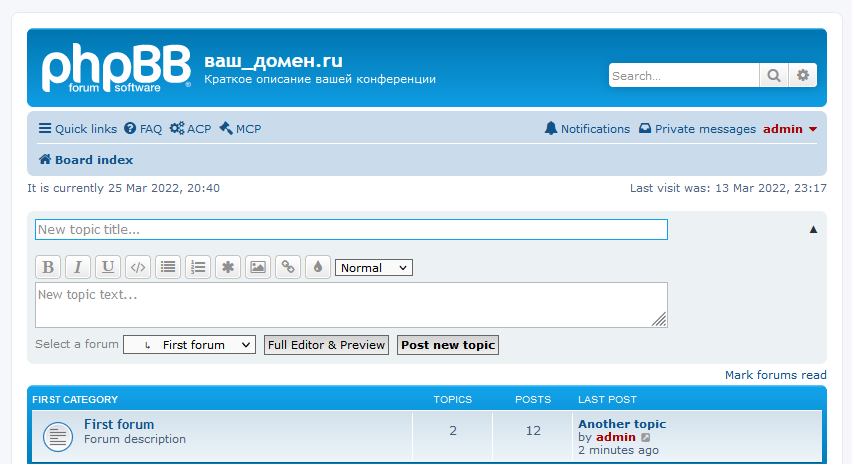 phpBB®
forum software
ваш_домен.ru
Краткое описание вашей конференции
Search...
Quick links FAQ ACP MCP Notifications Private messages admin
Board index
It is currently 25 Mar 2022, 20:40 Last visit was: 13 Mar 2022, 23:17
New topic title...
▲
B I U </> Normal
New topic text...
Select a forum ↳ First forum Full Editor & Preview Post new topic
Mark forums read
FIRST CATEGORY TOPICS POSTS LAST POST
First forum 2 12 Another topic
Forum description by admin
2 minutes ago